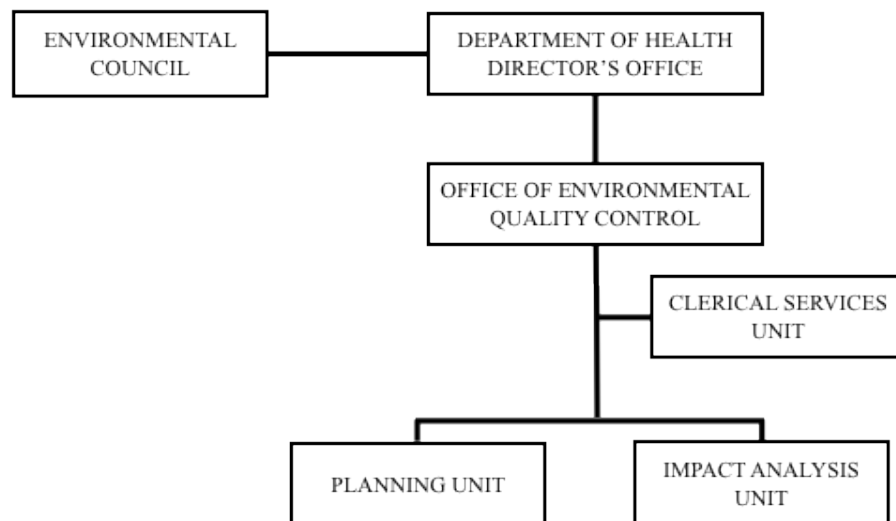 ENVIRONMENTAL
COUNCIL
DEPARTMENT OF HEALTH
DIRECTOR’S OFFICE
OFFICE OF ENVIRONMENTAL
QUALITY CONTROL
CLERICAL SERVICES
UNIT
PLANNING UNIT
IMPACT ANALYSIS
UNIT